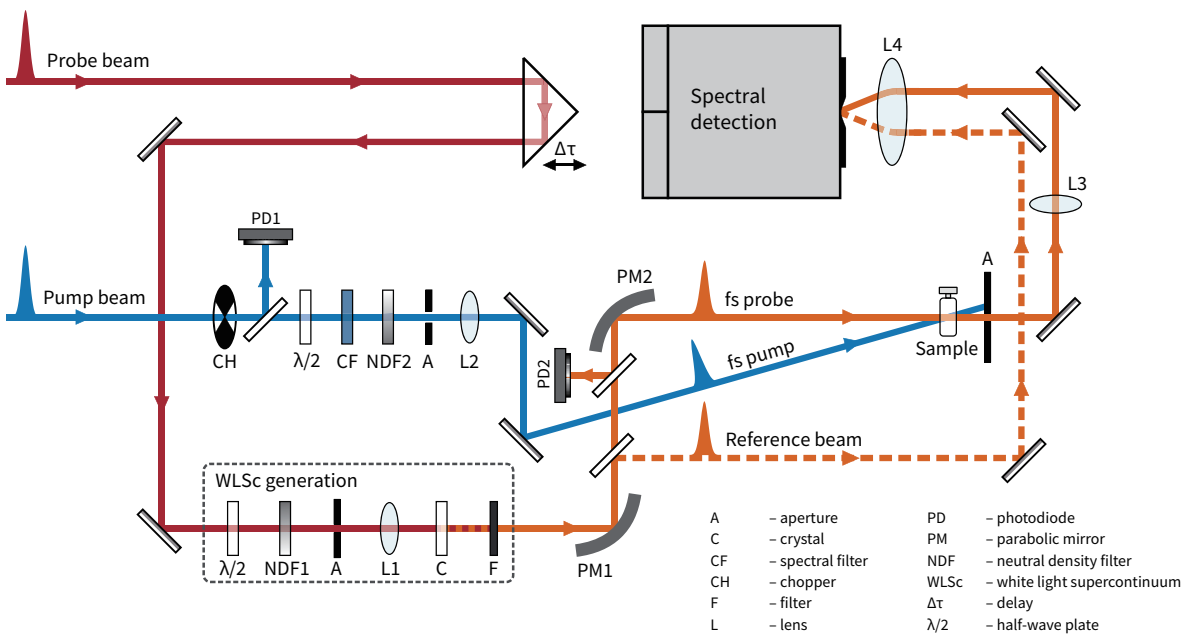 Probe beam
L4
Spectral
detection
Δτ
L3
PD1
Pump beam
CH
λ/2
CF
NDF2
A
L2
PM2
PD2
fs probe
fs pump
A
Sample
Reference beam
WLSc generation
λ/2
NDF1
A
L1
C
F
PM1
A – aperture
C – crystal
CF – spectral filter
CH – chopper
F – filter
L – lens
PD – photodiode
PM – parabolic mirror
NDF – neutral density filter
WLSc – white light supercontinuum
Δτ – delay
λ/2 – half-wave plate